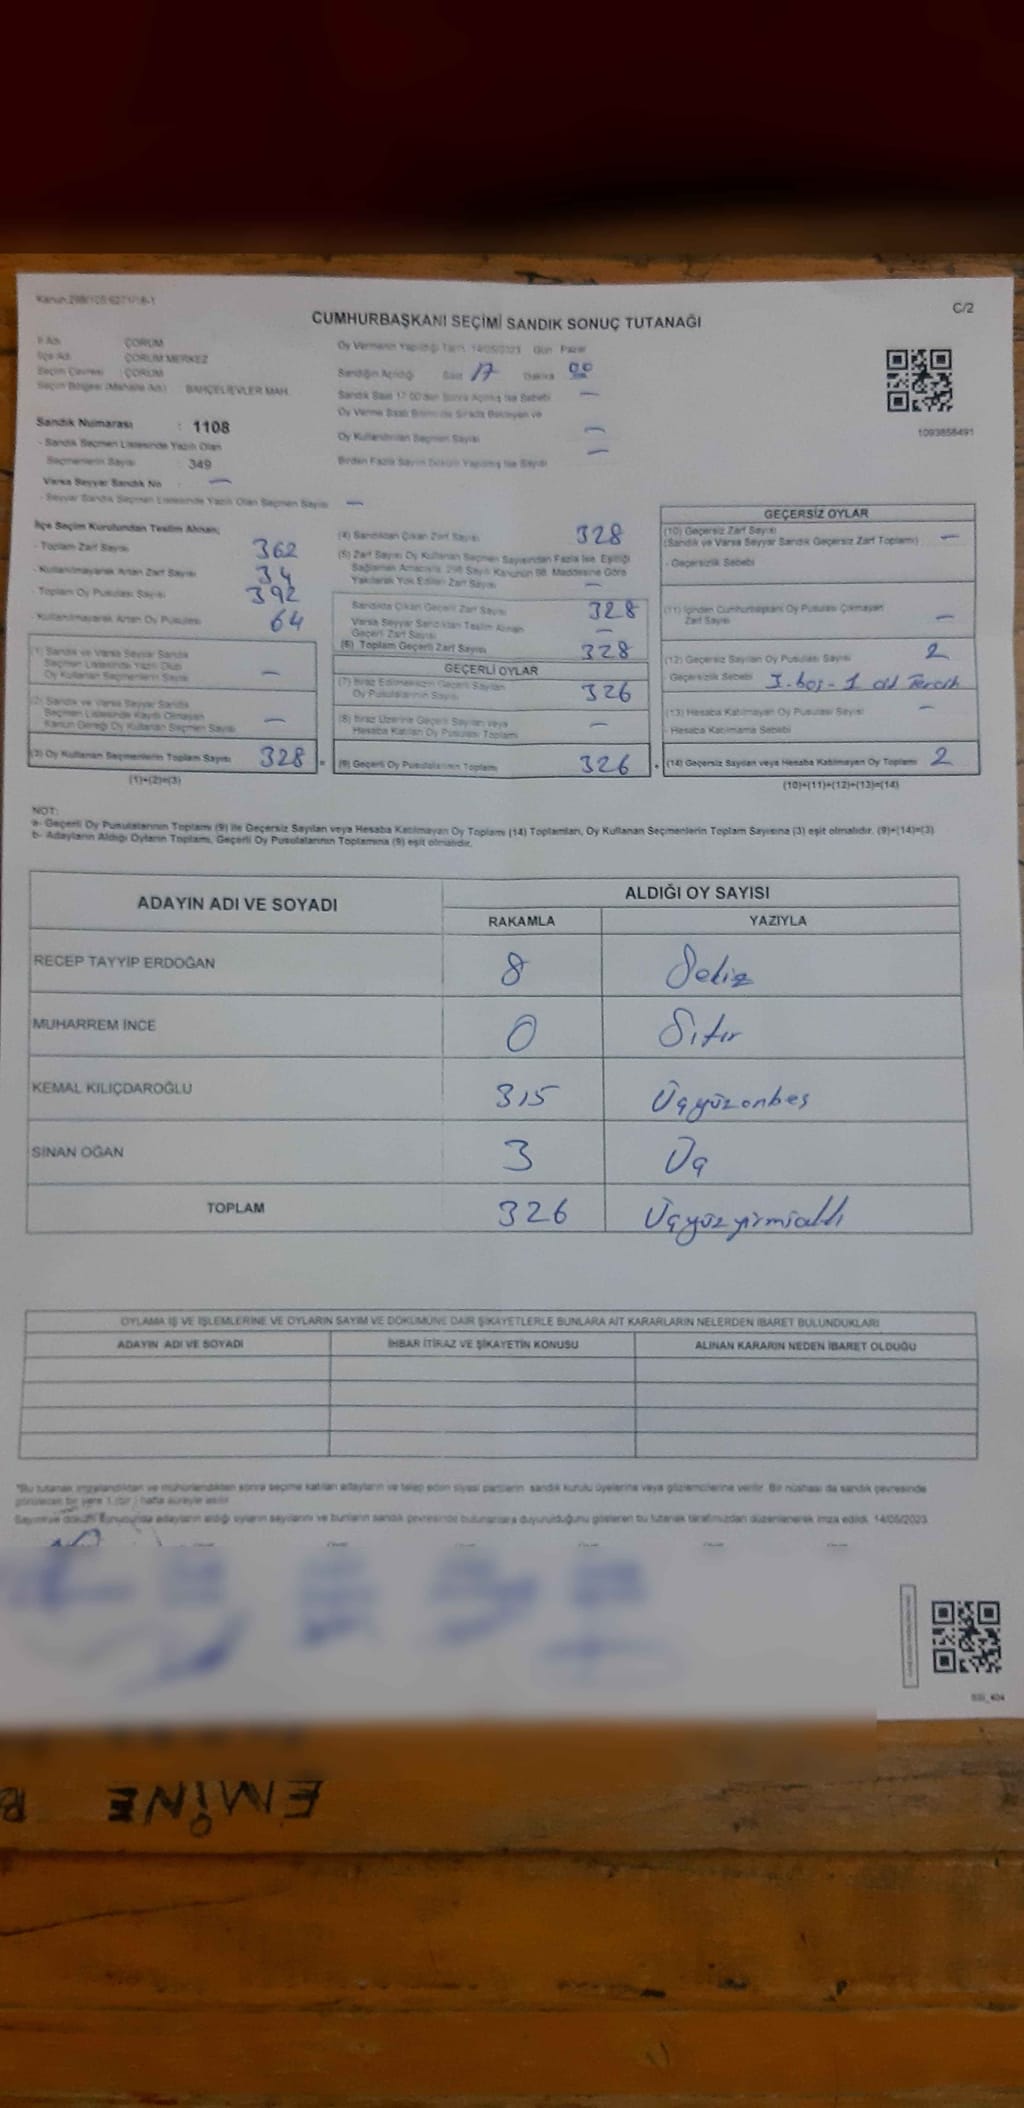 Kanun:298/105;6271/18-1
C/2
CUMHURBAŞKANI SEÇİMİ SANDIK SONUÇ TUTANAĞI
İl Adı : ÇORUM
İlçe Adı : ÇORUM MERKEZ
Seçim Çevresi : ÇORUM
Seçim Bölgesi (Mahalle /Köy) : BAHÇELİEVLER MAH.
Sandık Numarası : 1108
- Sandık Seçmen Listesinde Yazılı Olan
Seçmenlerin Sayısı : 349
Varsa Seyyar Sandık No : —
- Seyyar Sandık Seçmen Listesinde Yazılı Olan Seçmen Sayısı : —
Oy Vermenin Yapıldığı Tarih 14/05/2023 Gün Pazar
Sandığın Açıldığı Saat 17 Dakika 00
Sandık Saat 17:00'den Sonra Açılmış İse Sebebi —
Oy Verme Saati Bitiminde Sırada Bekleyen ve
Oy Kullandırılan Seçmen Sayısı —
Birden Fazla Sayım Döküm Yapılmış İse Sayısı —
1093858491
İlçe Seçim Kurulundan Teslim Alınan;
- Toplam Zarf Sayısı 362
- Kullanılmayarak Artan Zarf Sayısı 34
- Toplam Oy Pusulası Sayısı 392
- Kullanılmayarak Artan Oy Pusulası 64
(1) Sandık ve Varsa Seyyar Sandık
Seçmen Listesinde Yazılı Olup
Oy Kullanan Seçmenlerin Sayısı —
(2) Sandık ve Varsa Seyyar Sandık
Seçmen Listesinde Kayıtlı Olmayan
Kanun Gereği Oy Kullanan Seçmen Sayısı —
(3) Oy Kullanan Seçmenlerin Toplam Sayısı 328 =
(1)+(2)=(3)
(4) Sandıktan Çıkan Zarf Sayısı 328
(5) Zarf Sayısı Oy Kullanan Seçmen Sayısından Fazla İse, Eşitliği
Sağlamak Amacıyla, 298 Sayılı Kanunun 98. Maddesine Göre
Yakılarak Yok Edilen Zarf Sayısı —
Sandıkta Çıkan Geçerli Zarf Sayısı 328
Varsa Seyyar Sandıktan Teslim Alınan
Geçerli Zarf Sayısı —
(6) Toplam Geçerli Zarf Sayısı 328
GEÇERLİ OYLAR
(7) İtiraz Edilmeksizin Geçerli Sayılan
Oy Pusulalarının Sayısı 326
(8) İtiraz Üzerine Geçerli Sayılan veya
Hesaba Katılan Oy Pusulası Toplamı —
(9) Geçerli Oy Pusulalarının Toplamı 326 +
GEÇERSİZ OYLAR
(10) Geçersiz Zarf Sayısı
(Sandık ve Varsa Seyyar Sandık Geçersiz Zarf Toplamı) —
- Geçersizlik Sebebi
(11) İçinden Cumhurbaşkanı Oy Pusulası Çıkmayan
Zarf Sayısı —
(12) Geçersiz Sayılan Oy Pusulası Sayısı 2
Geçersizlik Sebebi
(13) Hesaba Katılmayan Oy Pusulası Sayısı —
- Hesaba Katılmama Sebebi
(14) Geçersiz Sayılan veya Hesaba Katılmayan Oy Toplamı 2
(10)+(11)+(12)+(13)=(14)
NOT:
a- Geçerli Oy Pusulalarının Toplamı (9) ile Geçersiz Sayılan veya Hesaba Katılmayan Oy Toplamı (14) Toplamları, Oy Kullanan Seçmenlerin Toplam Sayısına (3) eşit olmalıdır. (9)+(14)=(3)
b- Adayların Aldığı Oyların Toplamı, Geçerli Oy Pusulalarının Toplamına (9) eşit olmalıdır.
ADAYIN ADI VE SOYADI
ALDIĞI OY SAYISI
RAKAMLA YAZIYLA
RECEP TAYYİP ERDOĞAN 8 Sekiz
MUHARREM İNCE 0 Sıfır
KEMAL KILIÇDAROĞLU 315 Üçyüzonbeş
SİNAN OĞAN 3 Üç
TOPLAM 326 Üçyüzyirmialtı
OYLAMA İŞ VE İŞLEMLERİNE VE OYLARIN SAYIM VE DÖKÜMÜNE DAİR ŞİKAYETLERLE BUNLARA AİT KARARLARIN NELERDEN İBARET BULUNDUKLARI
ADAYIN ADI VE SOYADI İHBAR İTİRAZ VE ŞİKAYETİN KONUSU ALINAN KARARIN NEDEN İBARET OLDUĞU
*Bu tutanak imzalandıktan ve mühürlendikten sonra seçime katılan adayların ve talep eden siyasi partilerin sandık kurulu üyelerine veya gözlemcilerine verilir. Bir nüshası da sandık çevresinde
görülecek bir yere 1 (bir ) hafta süreyle asılır.
Sayım ve döküm sonucunda adayların aldığı oyların sayılarını ve bunların sandık çevresinde bulunanlara duyurulduğunu gösteren bu tutanak tarafımızdan düzenlenerek imza edildi. 14/05/2023
EMİNE